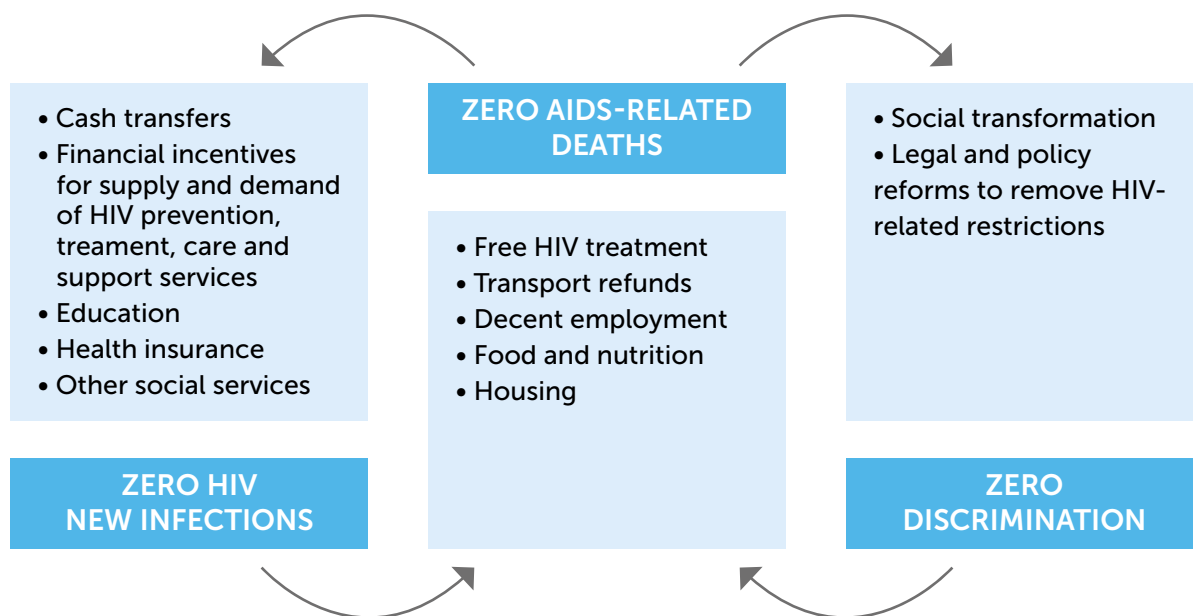 • Cash transfers
• Financial incentives
for supply and demand
of HIV prevention,
treament, care and
support services
• Education
• Health insurance
• Other social services
ZERO HIV
NEW INFECTIONS
ZERO AIDS-RELATED
DEATHS
• Free HIV treatment
• Transport refunds
• Decent employment
• Food and nutrition
• Housing
• Social transformation
• Legal and policy
reforms to remove HIV-
related restrictions
ZERO
DISCRIMINATION